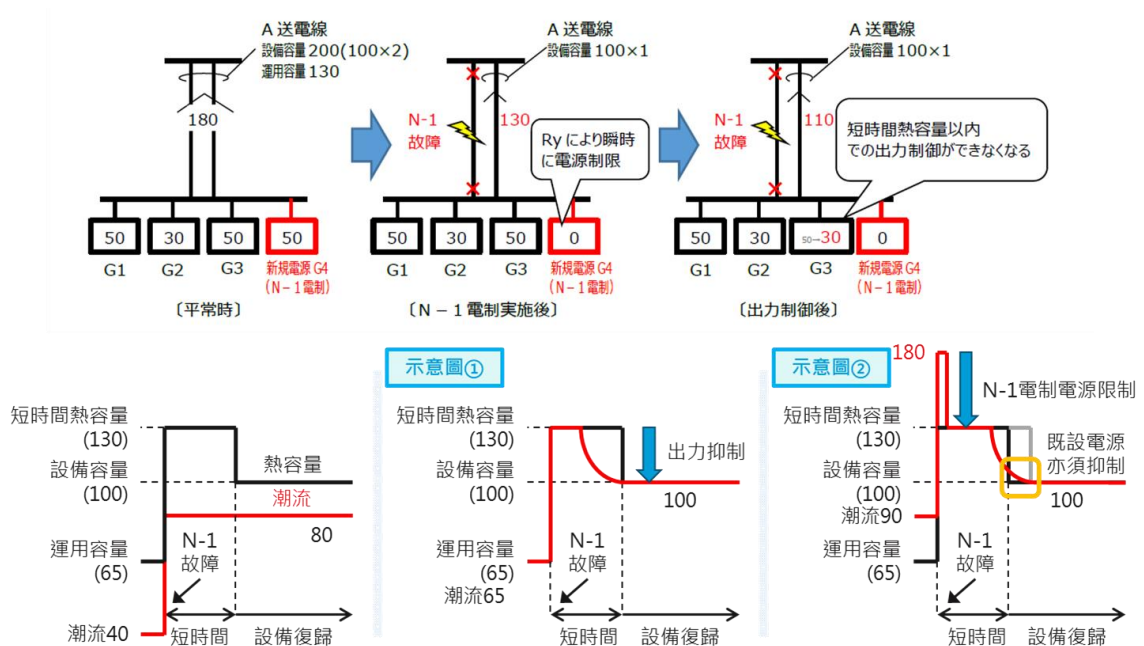 A 送電線
設備容量 200(100×2)
運用容量 130
180
50
30
50
50
G1
G2
G3
新規電源 G4
(N-1 電制)
〔平常時〕
A 送電線
設備容量 100×1
N-1
故障
130
Ry により瞬時
に電源制限
50
30
50
0
G1
G2
G3
新規電源 G4
(N-1 電制)
〔N-1 電制実施後〕
A 送電線
設備容量 100×1
N-1
故障
110
短時間熱容量以内
での出力制御ができなくなる
50
30
50→30
0
G1
G2
G3
新規電源 G4
(N-1 電制)
〔出力制御後〕
短時間熱容量
(130)
設備容量
(100)
熱容量
潮流
80
運用容量
(65)
N-1
故障
潮流40
短時間
設備復歸
示意圖①
短時間熱容量
(130)
設備容量
(100)
出力抑制
100
運用容量
(65)
潮流65
N-1
故障
短時間
設備復歸
示意圖②
180
N-1電制電源限制
短時間熱容量
(130)
既設電源
亦須抑制
設備容量
(100)
潮流90
100
運用容量
(65)
N-1
故障
短時間
設備復歸